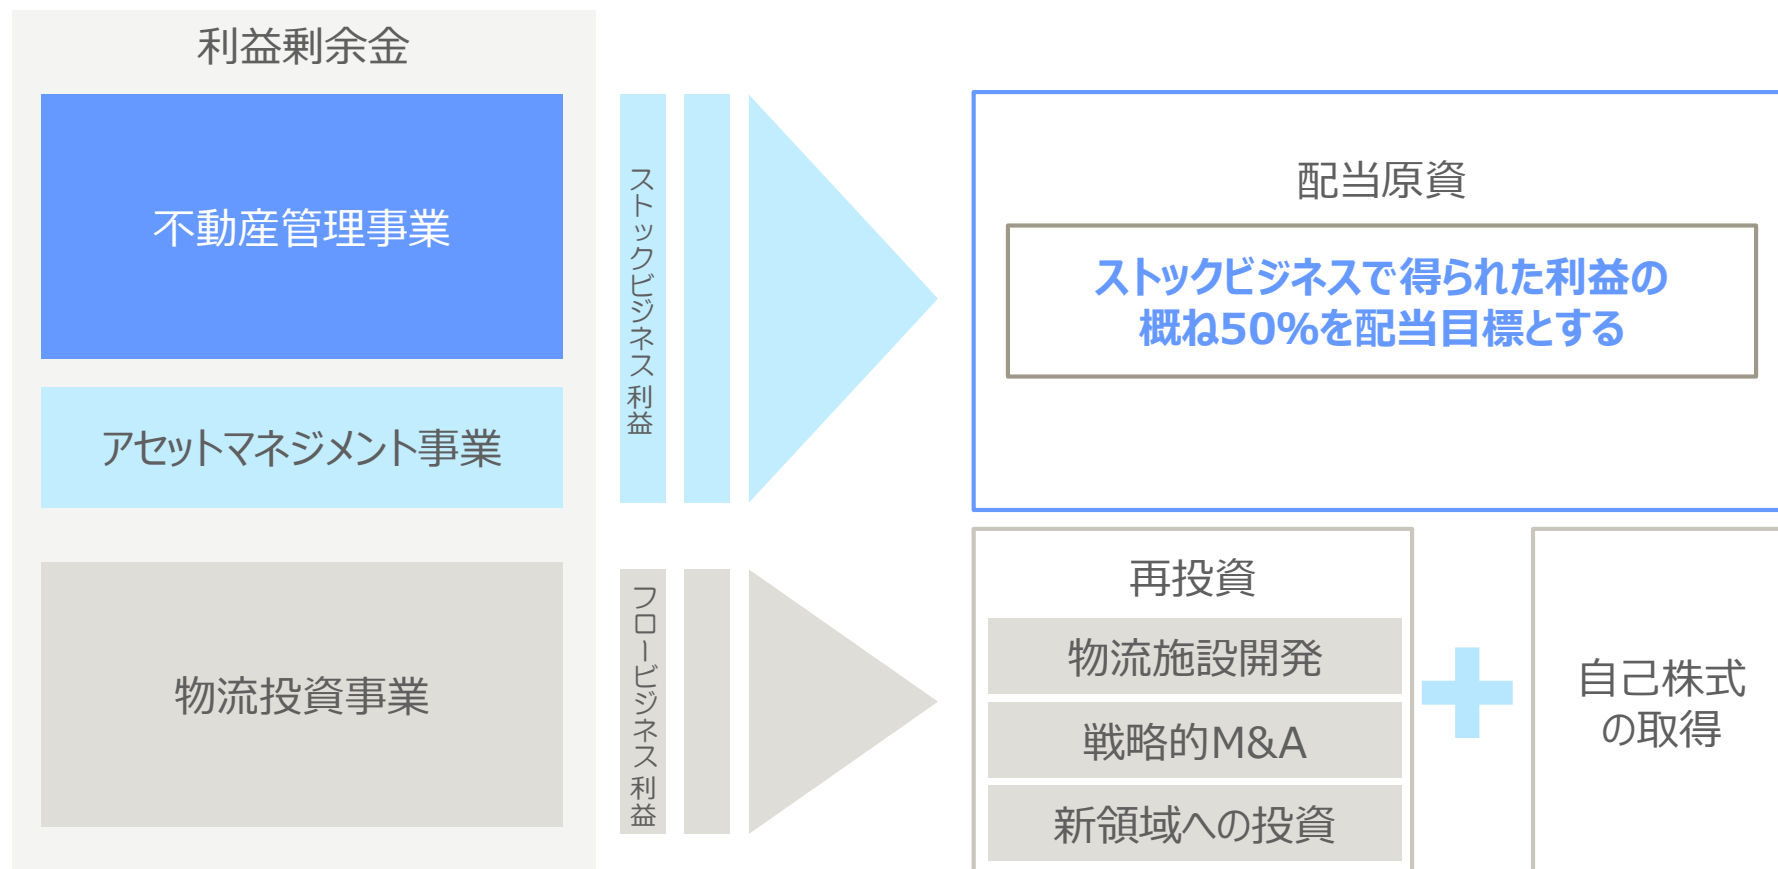 利益剰余金
不動産管理事業
アセットマネジメント事業
物流投資事業
ストックビジネス利益
フロービジネス利益
配当原資
ストックビジネスで得られた利益の
概ね50%を配当目標とする
再投資
物流施設開発
戦略的M&A
新領域への投資
自己株式
の取得